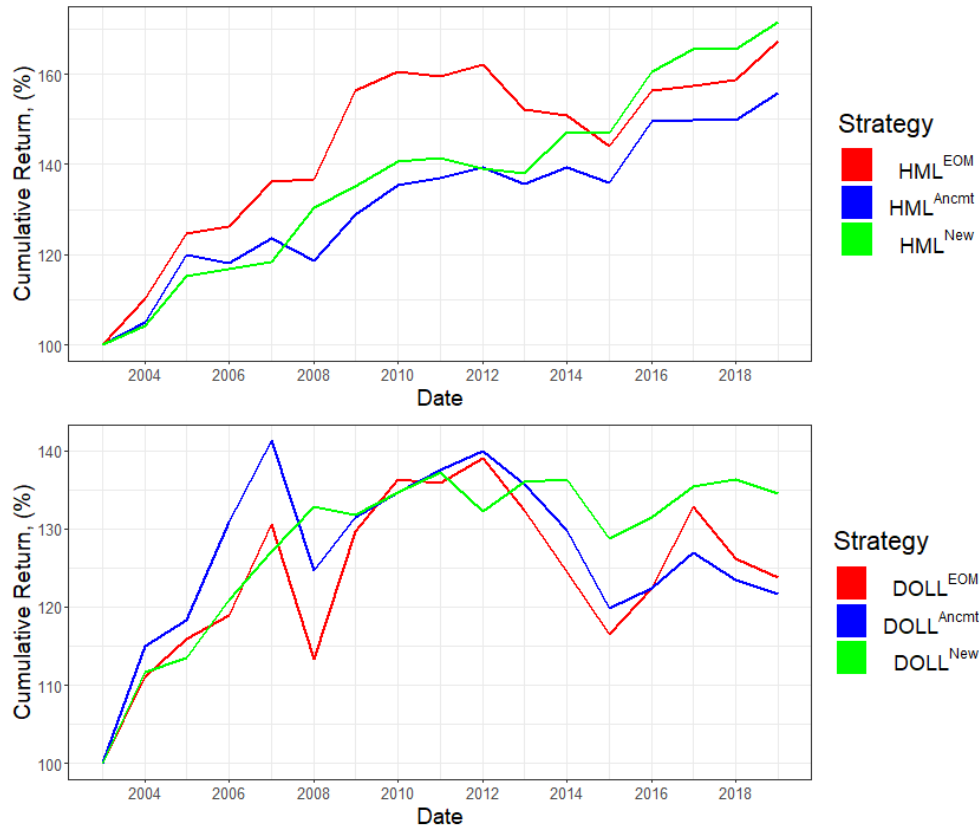 Cumulative Return, (%)
160
140
120
100
2004 2006 2008 2010 2012 2014 2016 2018
Date
Strategy
HML^EOM
HML^Ancmt
HML^New
Cumulative Return, (%)
140
130
120
110
100
2004 2006 2008 2010 2012 2014 2016 2018
Date
Strategy
DOLL^EOM
DOLL^Ancmt
DOLL^New